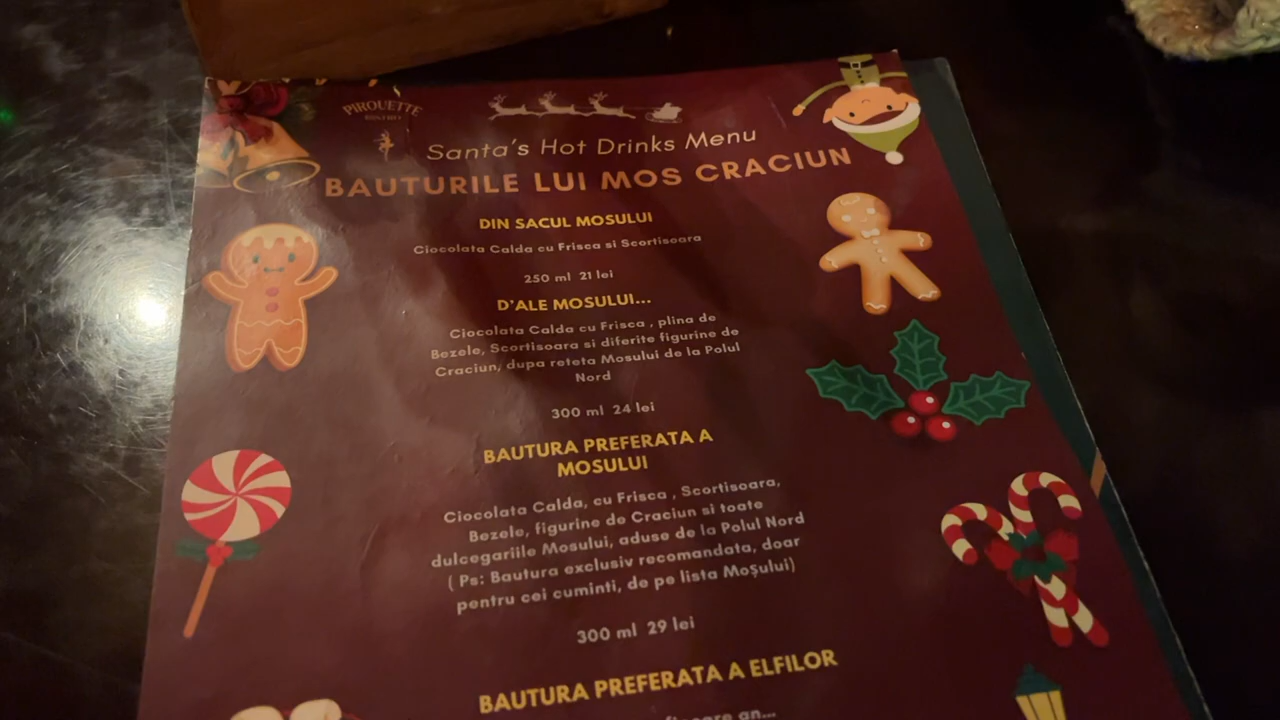 PIROUETTE
BISTRO
Santa's Hot Drinks Menu
BAUTURILE LUI MOS CRACIUN
DIN SACUL MOSULUI
Ciocolata Calda cu Frisca si Scortisoara
250 ml 21 lei
D'ALE MOSULUI...
Ciocolata Calda cu Frisca , plina de
Bezele, Scortisoara si diferite figurine de
Craciun, dupa reteta Mosului de la Polul
Nord
300 ml 24 lei
BAUTURA PREFERATA A
MOSULUI
Ciocolata Calda, cu Frisca , Scortisoara,
Bezele, figurine de Craciun si toate
dulcegariile Mosului, aduse de la Polul Nord
( Ps: Bautura exclusiv recomandata, doar
pentru cei cuminti, de pe lista Moșului)
300 ml 29 lei
BAUTURA PREFERATA A ELFILOR
an...